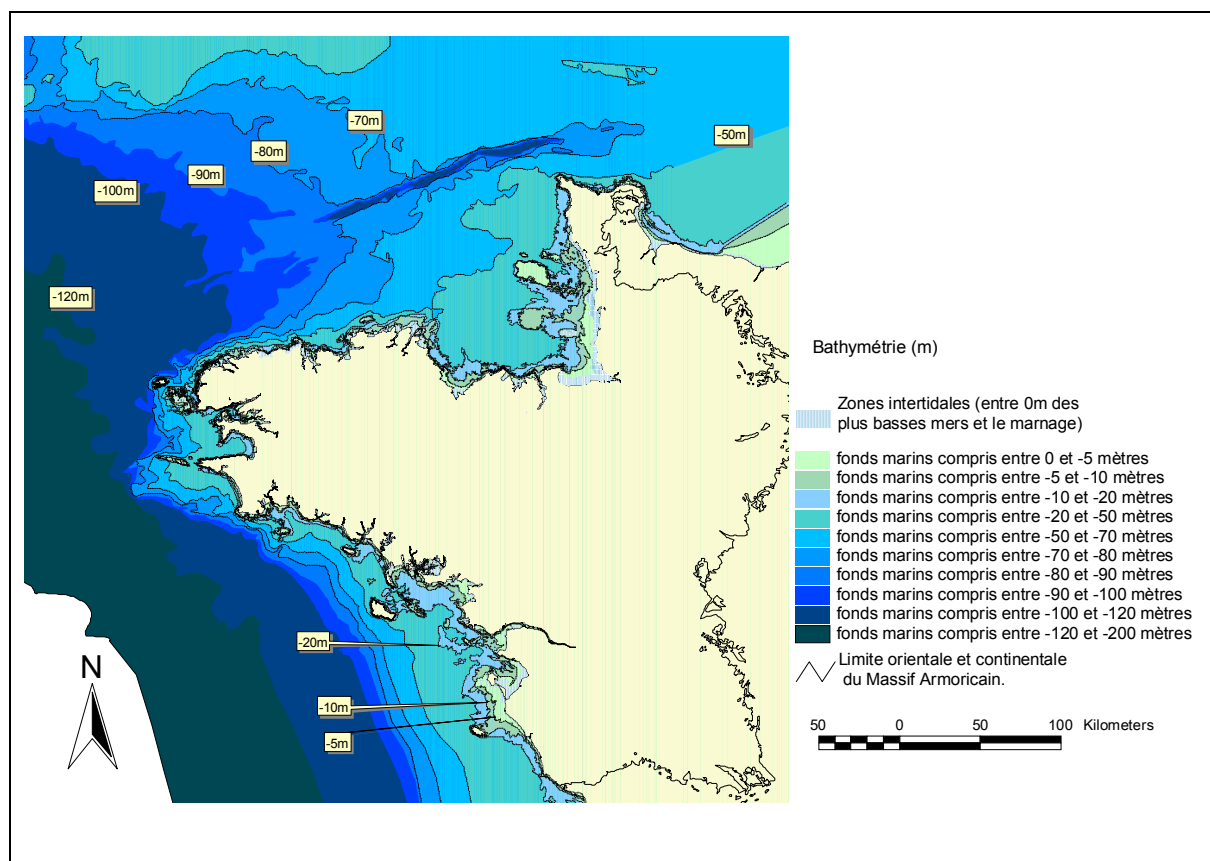 -70m
-50m
-80m
-90m
-100m
-120m
-20m
-10m
-5m
N
Bathymétrie (m)
Zones intertidales (entre 0m des
plus basses mers et le marnage)
fonds marins compris entre 0 et -5 mètres
fonds marins compris entre -5 et -10 mètres
fonds marins compris entre -10 et -20 mètres
fonds marins compris entre -20 et -50 mètres
fonds marins compris entre -50 et -70 mètres
fonds marins compris entre -70 et -80 mètres
fonds marins compris entre -80 et -90 mètres
fonds marins compris entre -90 et -100 mètres
fonds marins compris entre -100 et -120 mètres
fonds marins compris entre -120 et -200 mètres
Limite orientale et continentale
du Massif Armoricain.
50 0 50 100 Kilometers